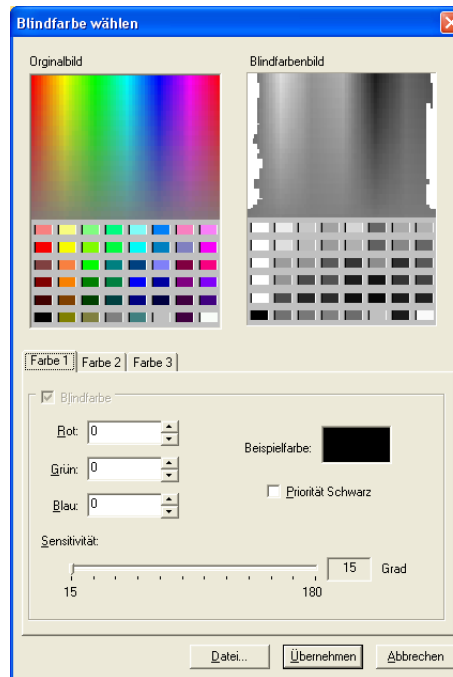 Blindfarbe wählen
Orginalbild
Blindfarbenbild
Farbe 1 Farbe 2 Farbe 3
Blindfarbe
Rot: 0
Beispielfarbe:
Grün: 0
Priorität Schwarz
Blau: 0
Sensitivität:
15 Grad
15 180
Datei... Übernehmen Abbrechen